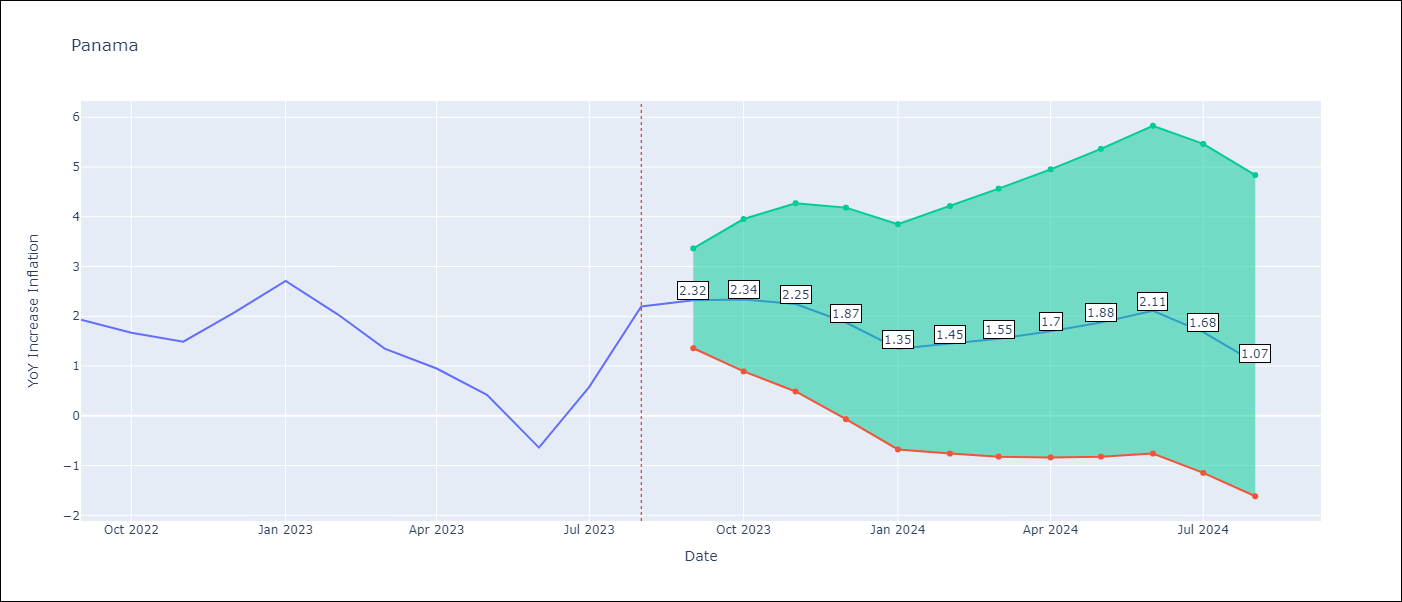 Panama
YoY Increase Inflation
6
5
4
3
2
1
0
−1
−2
2.32
2.34
2.25
1.87
1.35
1.45
1.55
1.7
1.88
2.11
1.68
1.07
Oct 2022
Jan 2023
Apr 2023
Jul 2023
Oct 2023
Jan 2024
Apr 2024
Jul 2024
Date